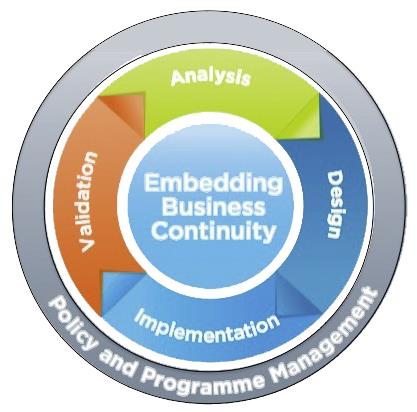 Analysis
Design
Implementation
Validation
Embedding
Business
Continuity
Policy and Programme Management